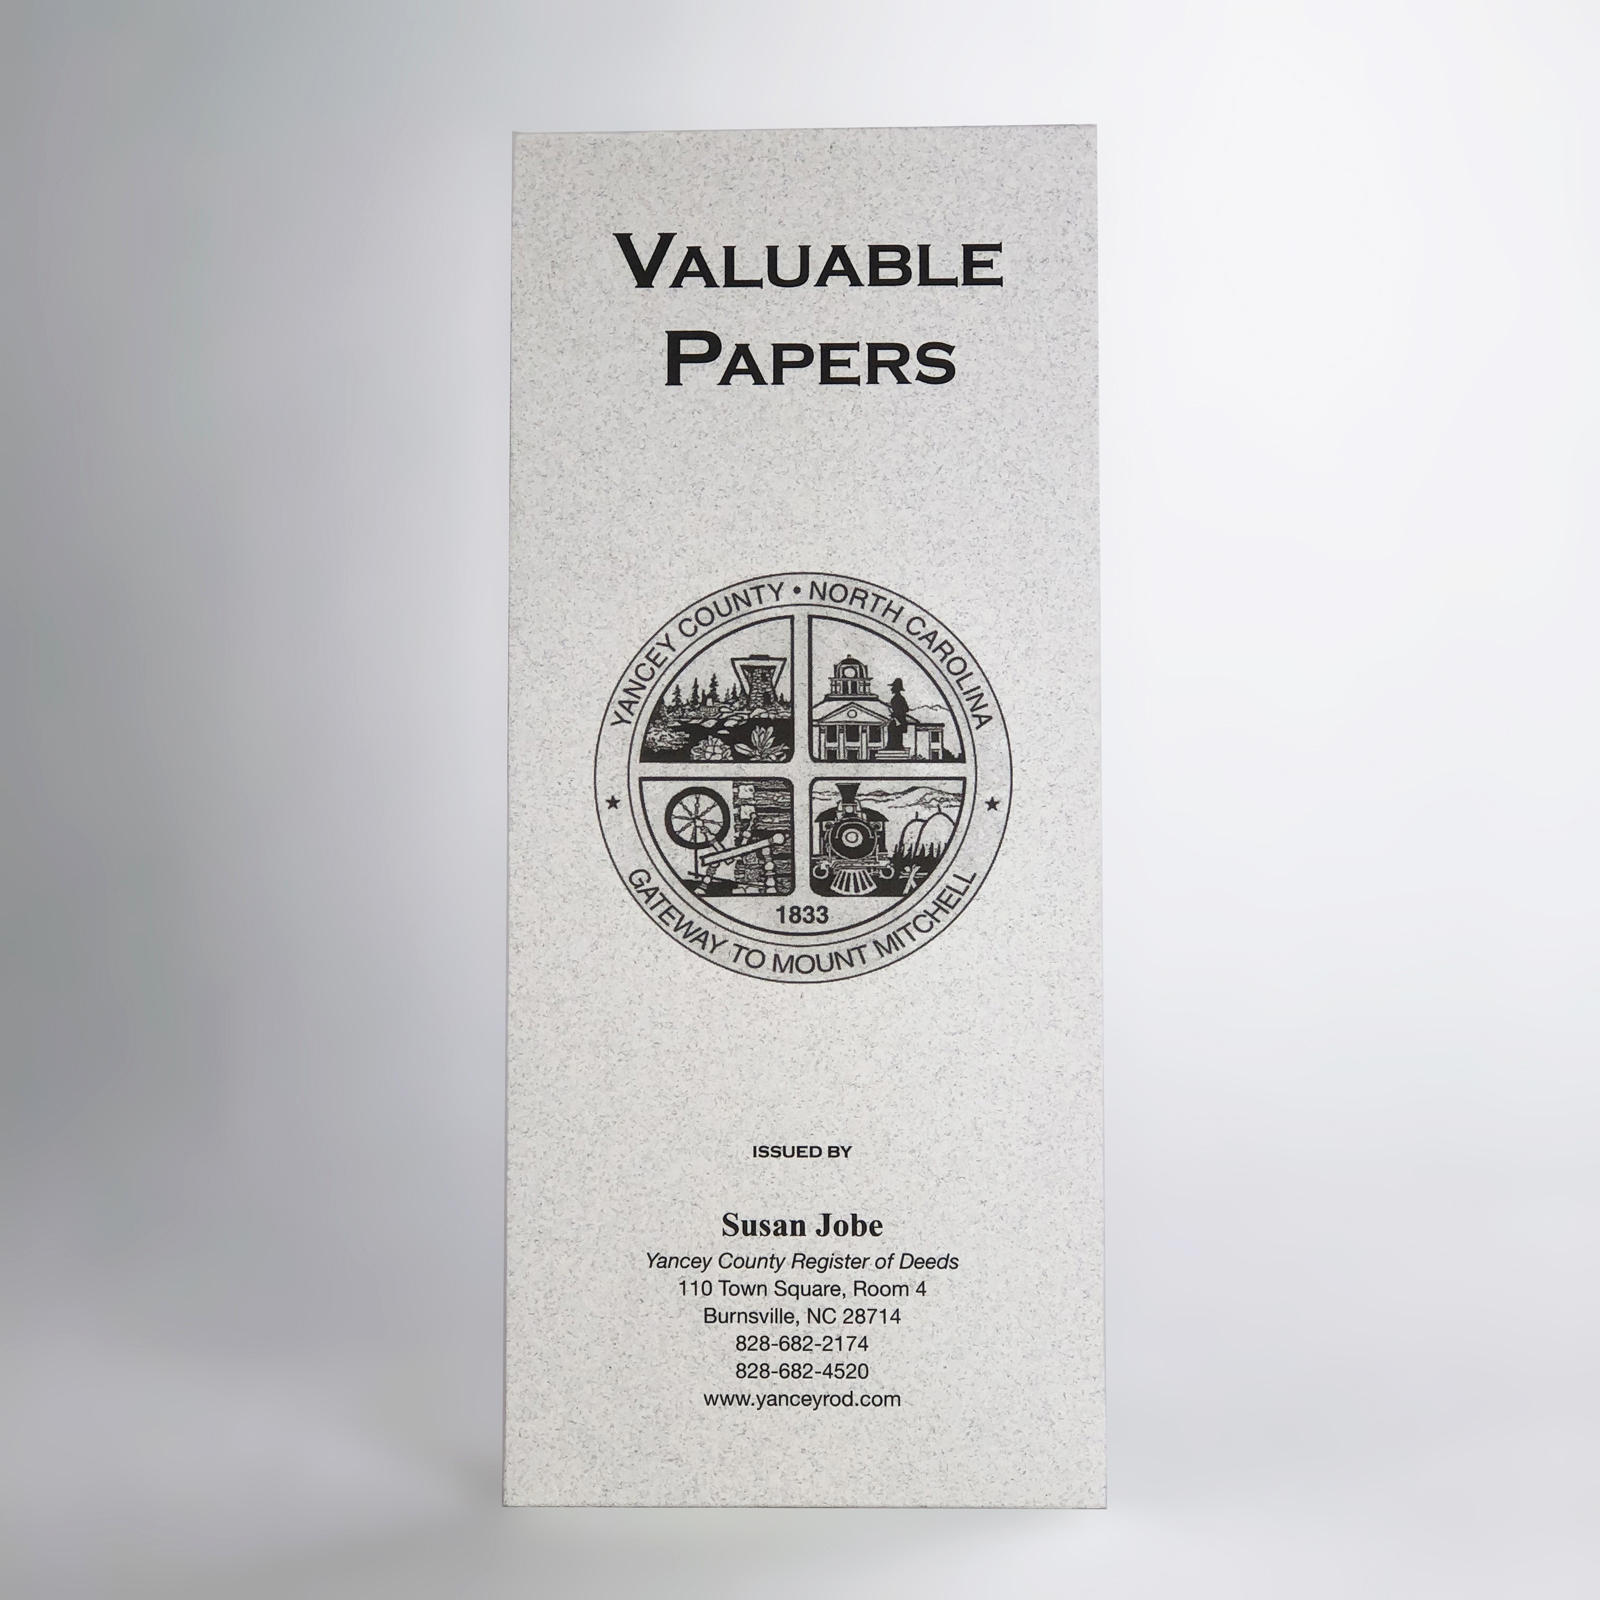 VALUABLE
PAPERS
YANCEY COUNTY • NORTH CAROLINA
1833
GATEWAY TO MOUNT MITCHELL
ISSUED BY
Susan Jobe
Yancey County Register of Deeds
110 Town Square, Room 4
Burnsville, NC 28714
828-682-2174
828-682-4520
www.yanceyrod.com